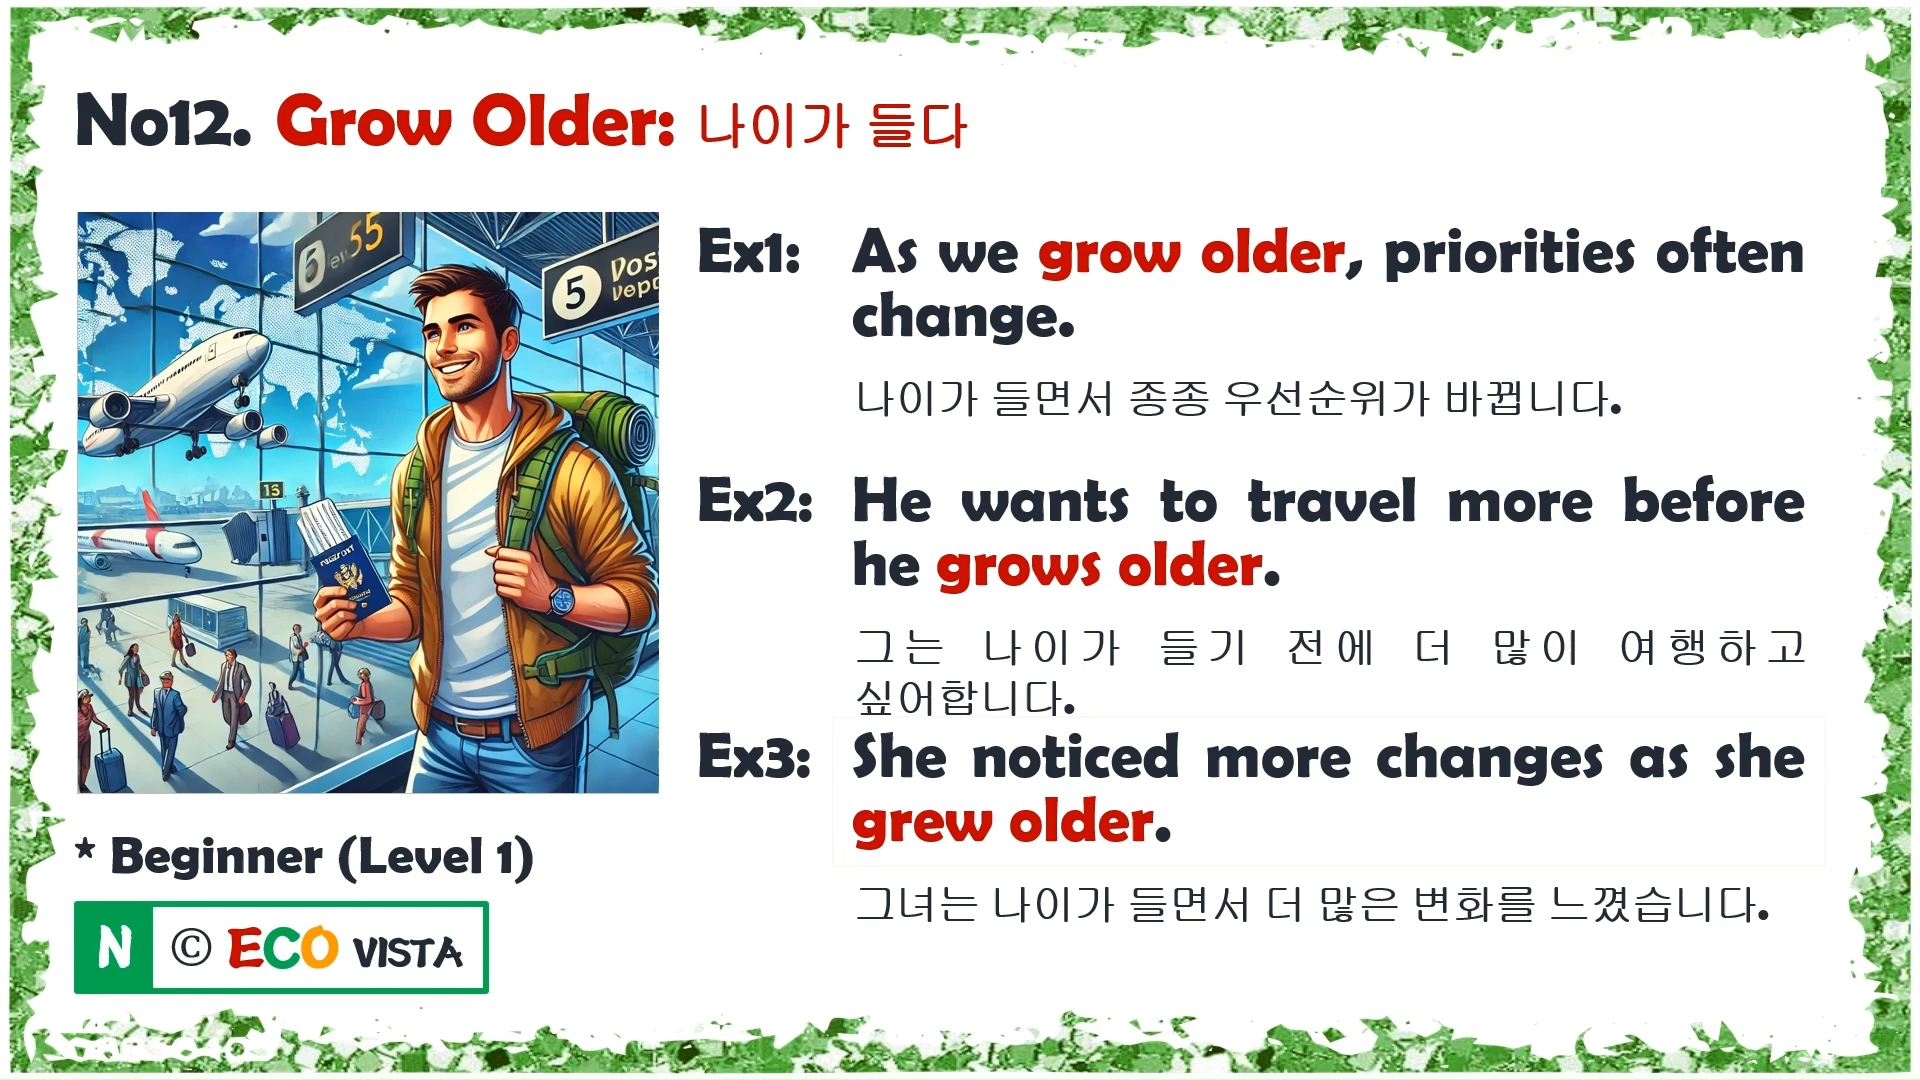 No12. Grow Older: 나이가 들다
5
55
5
16
PASSPORT
Ex1: As we grow older, priorities often
change.
나이가 들면서 종종 우선순위가 바뀝니다.
Ex2: He wants to travel more before
he grows older.
그는 나이가 들기 전에 더 많이 여행하고
싶어합니다.
Ex3: She noticed more changes as she
grew older.
그녀는 나이가 들면서 더 많은 변화를 느꼈습니다.
* Beginner (Level 1)
N © ECO VISTA